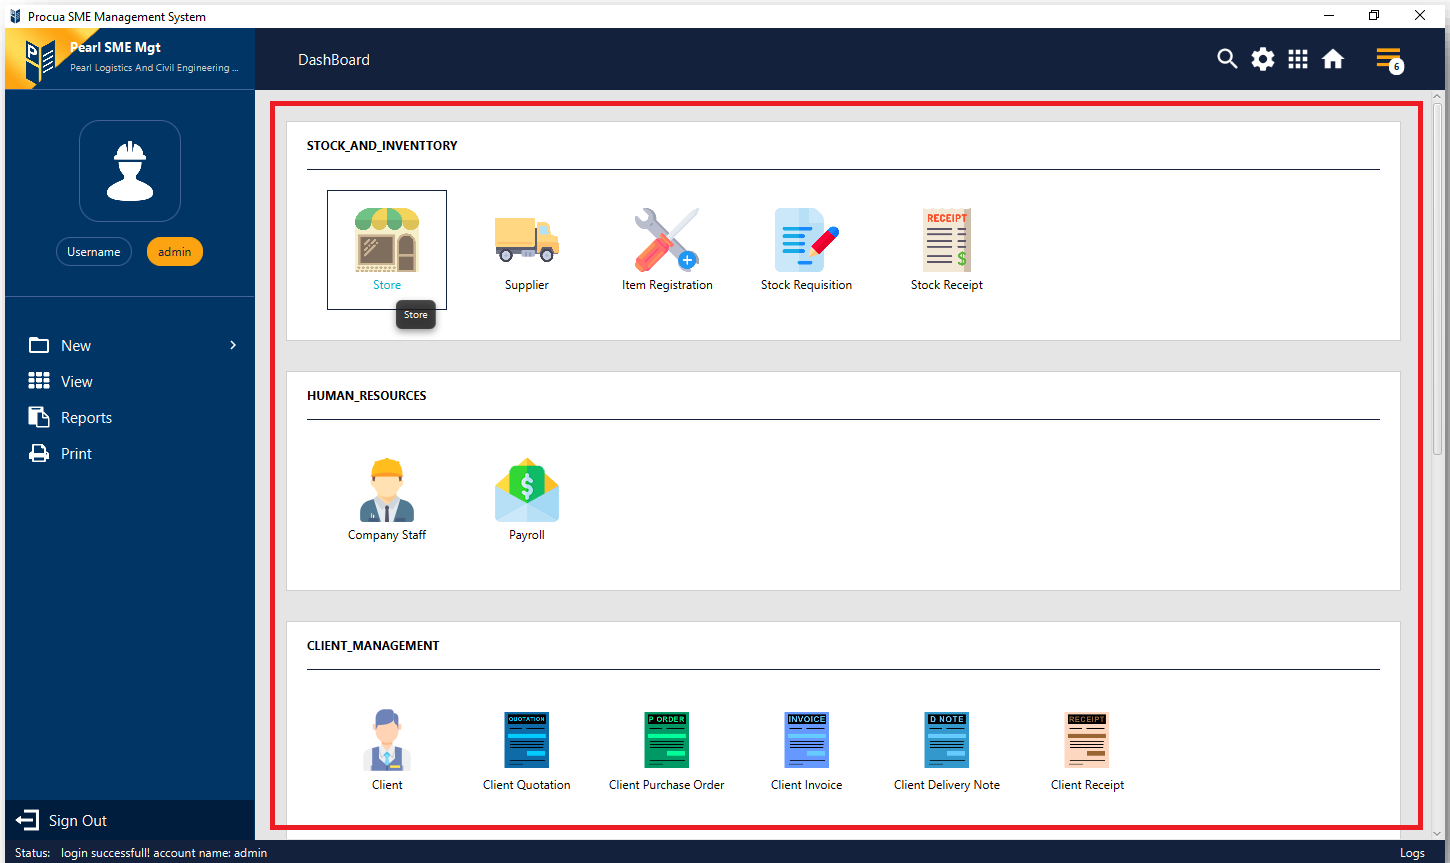 Procua SME Management System
Pearl SME Mgt
Pearl Logistics And Civil Engineering ...
DashBoard
6
Username
admin
New
View
Reports
Print
Sign Out
STOCK_AND_INVENTTORY
RECEIPT
Store
Supplier
Item Registration
Stock Requisition
Stock Receipt
Store
HUMAN_RESOURCES
Company Staff
Payroll
CLIENT_MANAGEMENT
QUOTATION
P ORDER
INVOICE
D NOTE
RECEIPT
Client
Client Quotation
Client Purchase Order
Client Invoice
Client Delivery Note
Client Receipt
Status: login successfull! account name: admin
Logs